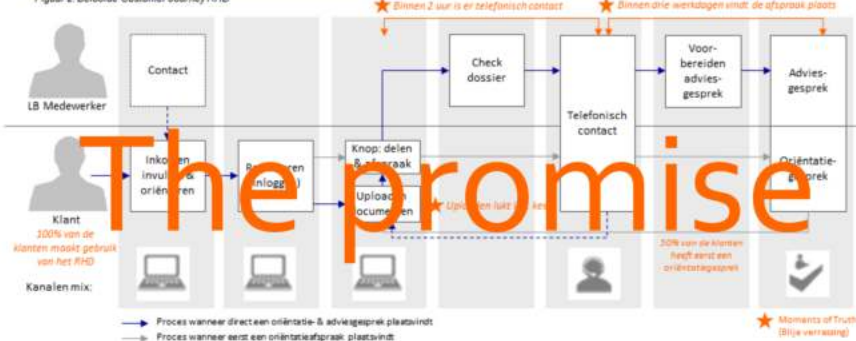 Binnen 2 uur is er telefonisch contact
Binnen drie werkdagen vindt de afspraak plaats
LB Medewerker
Contact
Check
dossier
Telefonisch
contact
Voor-
bereiden
advies-
gesprek
Advies-
gesprek
The promise
Klant
100% van de
klanten maakt gebruik
van het RHD
Knop: delen
& afspraak
Oriëntatie-
gesprek
50% van de klanten
heeft eerst een
oriëntatiegesprek
Kanalen mix:
Proces wanneer direct een oriëntatie- & adviesgesprek plaatsvindt
Proces wanneer eerst een oriëntatieafspraak plaatsvindt
Moments of Truth
(Blije verrassing)